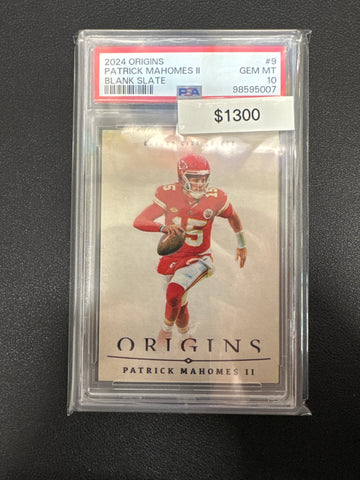 2024 ORIGINS #9
PATRICK MAHOMES II GEM MT
BLANK SLATE 10
PSA 98595007
$1300
15
ORIGINS
PATRICK MAHOMES II